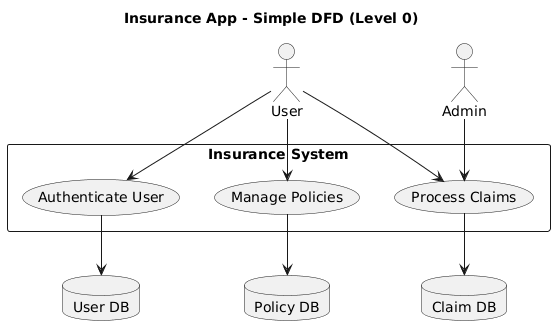 Insurance App - Simple DFD (Level 0)
User
Admin
Insurance System
Authenticate User
Manage Policies
Process Claims
User DB
Policy DB
Claim DB